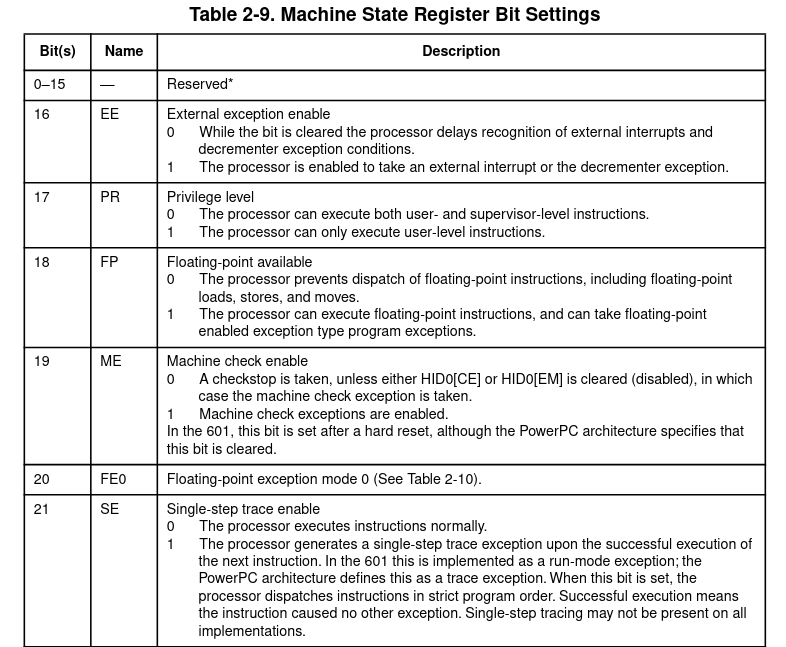 Table 2-9. Machine State Register Bit Settings
Bit(s) Name Description
0–15 — Reserved*
16 EE External exception enable
0 While the bit is cleared the processor delays recognition of external interrupts and
decrementer exception conditions.
1 The processor is enabled to take an external interrupt or the decrementer exception.
17 PR Privilege level
0 The processor can execute both user- and supervisor-level instructions.
1 The processor can only execute user-level instructions.
18 FP Floating-point available
0 The processor prevents dispatch of floating-point instructions, including floating-point
loads, stores, and moves.
1 The processor can execute floating-point instructions, and can take floating-point
enabled exception type program exceptions.
19 ME Machine check enable
0 A checkstop is taken, unless either HID0[CE] or HID0[EM] is cleared (disabled), in which
case the machine check exception is taken.
1 Machine check exceptions are enabled.
In the 601, this bit is set after a hard reset, although the PowerPC architecture specifies that
this bit is cleared.
20 FE0 Floating-point exception mode 0 (See Table 2-10).
21 SE Single-step trace enable
0 The processor executes instructions normally.
1 The processor generates a single-step trace exception upon the successful execution of
the next instruction. In the 601 this is implemented as a run-mode exception; the
PowerPC architecture defines this as a trace exception. When this bit is set, the
processor dispatches instructions in strict program order. Successful execution means
the instruction caused no other exception. Single-step tracing may not be present on all
implementations.